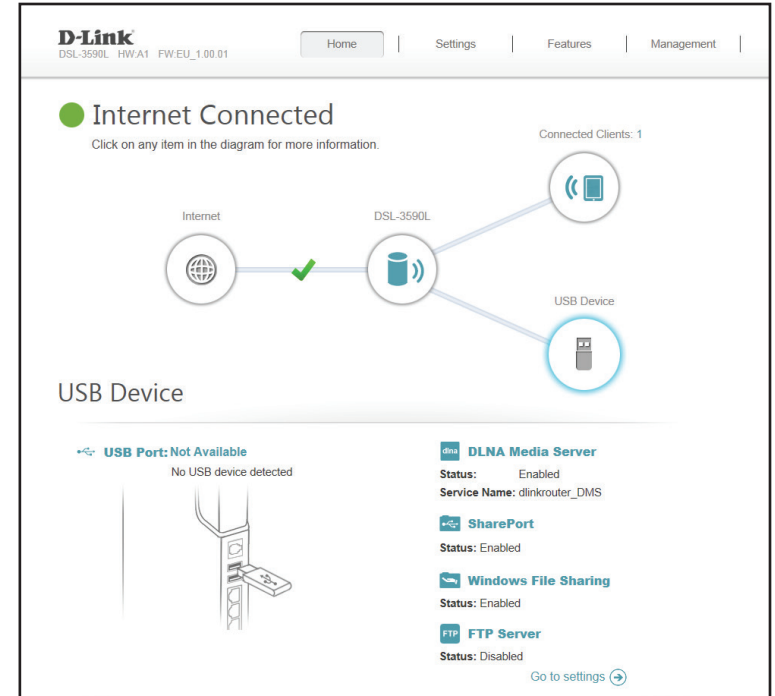 D-Link
DSL-3590L HW:A1 FW:EU_1.00.01
Home
Settings
Features
Management
Internet Connected
Click on any item in the diagram for more information.
Connected Clients: 1
Internet
DSL-3590L
USB Device
USB Device
USB Port: Not Available
No USB device detected
dlna DLNA Media Server
Status: Enabled
Service Name: dlinkrouter_DMS
SharePort
Status: Enabled
Windows File Sharing
Status: Enabled
FTP FTP Server
Status: Disabled
Go to settings